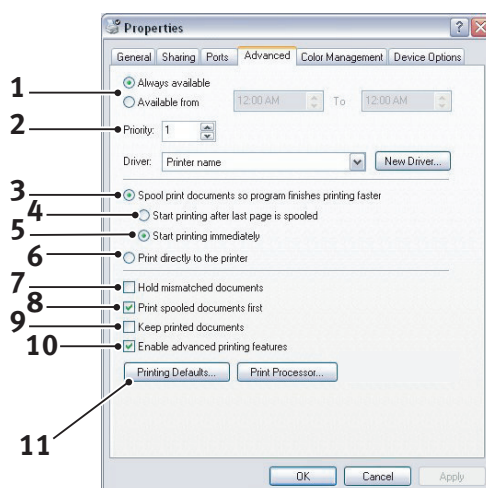 Properties
General Sharing Ports Advanced Color Management Device Options
1 Always available
Available from 12:00 AM To 12:00 AM
2 Priority: 1
Driver: Printer name New Driver...
3 Spool print documents so program finishes printing faster
4 Start printing after last page is spooled
5 Start printing immediately
6 Print directly to the printer
7 Hold mismatched documents
8 Print spooled documents first
9 Keep printed documents
10 Enable advanced printing features
Printing Defaults... Print Processor...
11
OK Cancel Apply